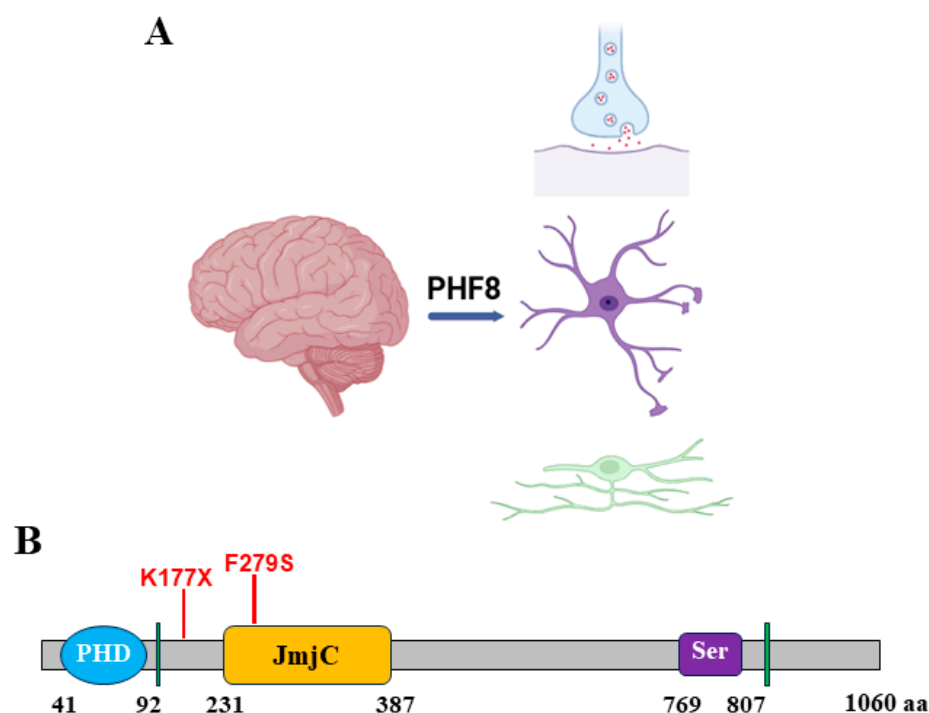 A
PHF8
B
K177X F279S
PHD JmjC Ser
41 92 231 387 769 807 1060 aa